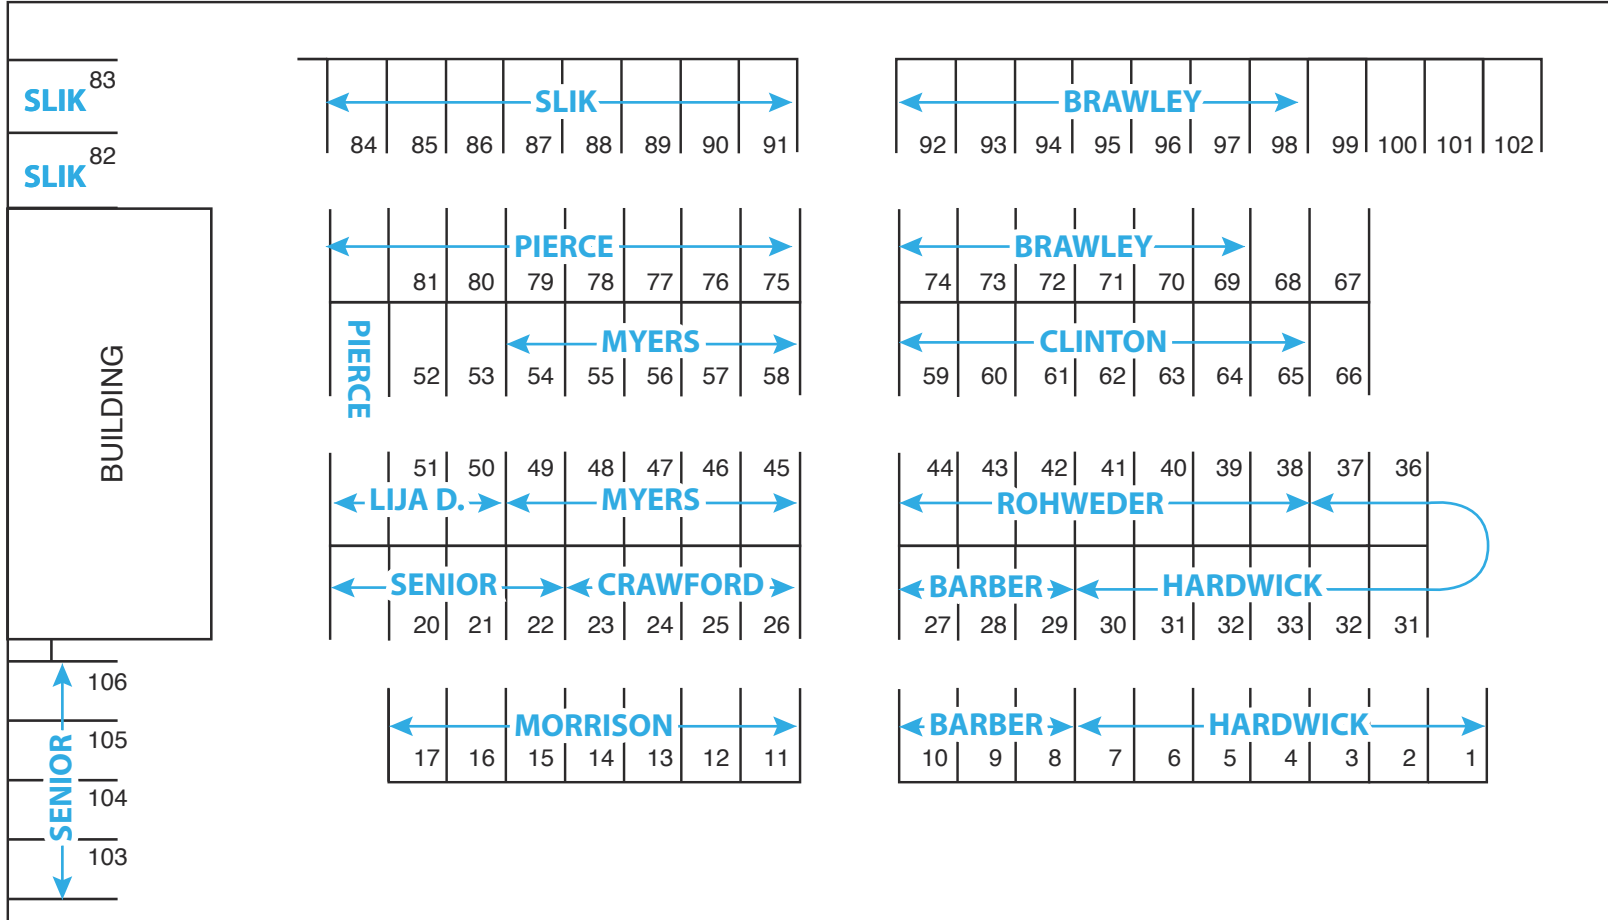 83
SLIK
82
SLIK
SLIK
84 85 86 87 88 89 90 91
BRAWLEY
92 93 94 95 96 97 98 99 100 101 102
PIERCE
81 80 79 78 77 76 75
BRAWLEY
74 73 72 71 70 69 68 67
PIERCE
MYERS
52 53 54 55 56 57 58
CLINTON
59 60 61 62 63 64 65 66
BUILDING
51 50 49 48 47 46 45
LIJA D. MYERS
44 43 42 41 40 39 38 37 36
ROHWEDER
SENIOR CRAWFORD
20 21 22 23 24 25 26
BARBER HARDWICK
27 28 29 30 31 32 33 32 31
106
105
104
103
SENIOR
MORRISON
17 16 15 14 13 12 11
BARBER HARDWICK
10 9 8 7 6 5 4 3 2 1